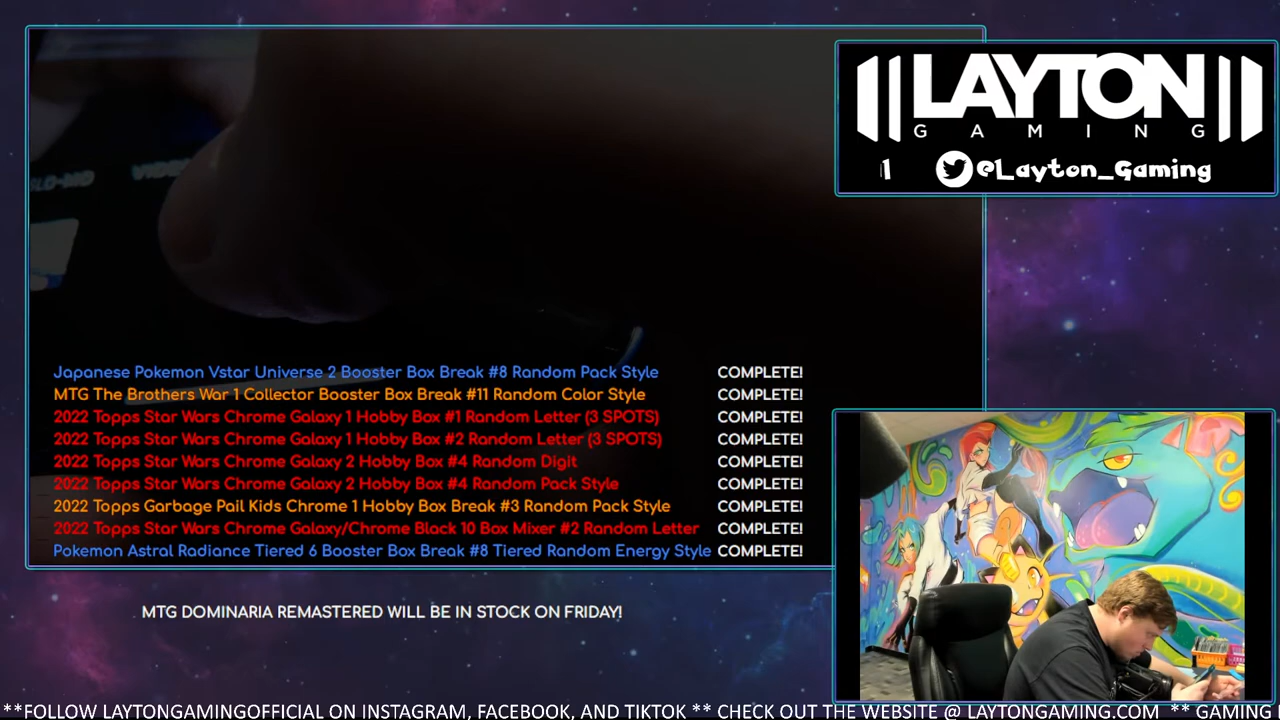 LAYTON
GAMING
@Layton_Gaming
Japanese Pokemon Vstar Universe 2 Booster Box Break #8 Random Pack Style COMPLETE!
MTG The Brothers War 1 Collector Booster Box Break #11 Random Color Style COMPLETE!
2022 Topps Star Wars Chrome Galaxy 1 Hobby Box #1 Random Letter (3 SPOTS) COMPLETE!
2022 Topps Star Wars Chrome Galaxy 1 Hobby Box #2 Random Letter (3 SPOTS) COMPLETE!
2022 Topps Star Wars Chrome Galaxy 2 Hobby Box #4 Random Digit COMPLETE!
2022 Topps Star Wars Chrome Galaxy 2 Hobby Box #4 Random Pack Style COMPLETE!
2022 Topps Garbage Pail Kids Chrome 1 Hobby Box Break #3 Random Pack Style COMPLETE!
2022 Topps Star Wars Chrome Galaxy/Chrome Black 10 Box Mixer #2 Random Letter COMPLETE!
Pokemon Astral Radiance Tiered 6 Booster Box Break #8 Tiered Random Energy Style COMPLETE!
MTG DOMINARIA REMASTERED WILL BE IN STOCK ON FRIDAY!
**FOLLOW LAYTONGAMINGOFFICIAL ON INSTAGRAM, FACEBOOK, AND TIKTOK ** CHECK OUT THE WEBSITE @ LAYTONGAMING.COM ** GAMING